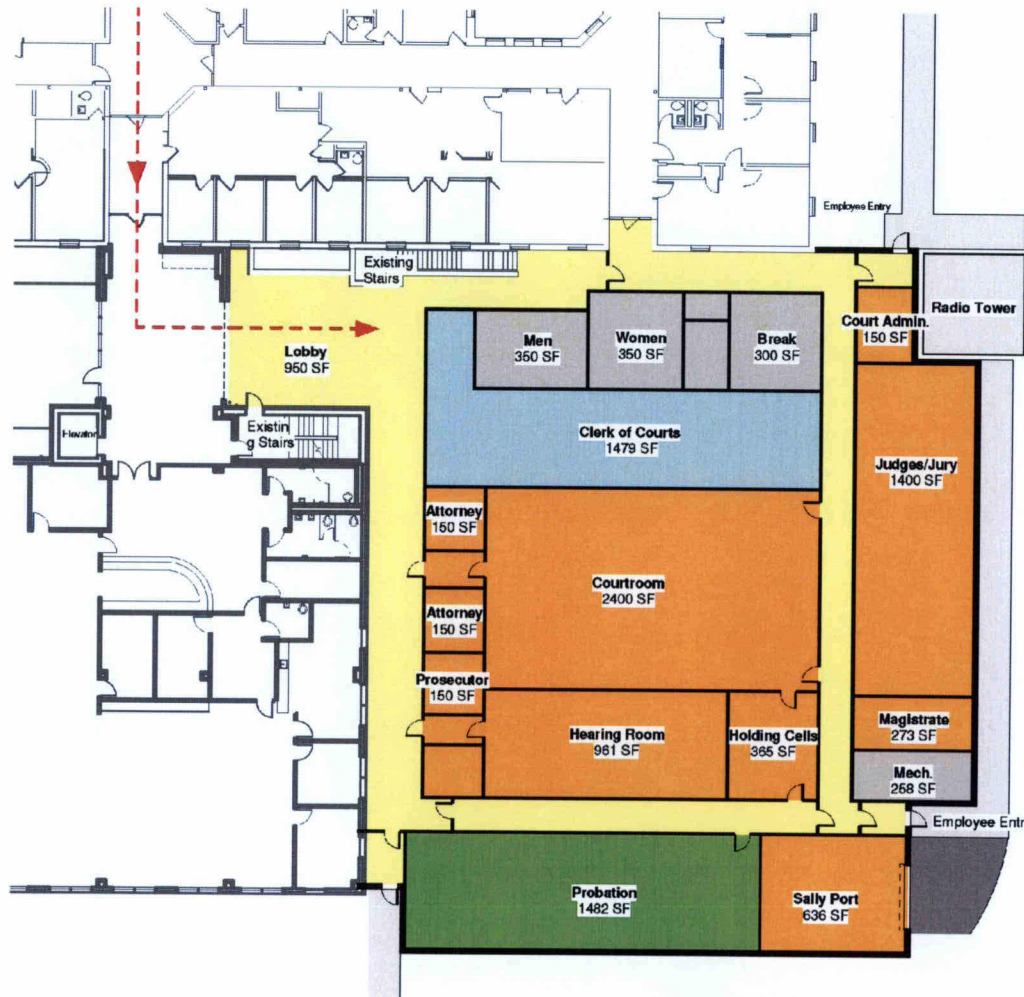 Employee Entry
Existing
Stairs
Radio Tower
Court Admin.
150 SF
Men
350 SF
Women
350 SF
Break
300 SF
Lobby
950 SF
Elevator
Existin
g Stairs
Clerk of Courts
1479 SF
Judges/Jury
1400 SF
Attorney
150 SF
Courtroom
2400 SF
Attorney
150 SF
Prosecutor
150 SF
Hearing Room
961 SF
Holding Cells
365 SF
Magistrate
273 SF
Mech.
258 SF
Employee Entr
Probation
1482 SF
Sally Port
636 SF